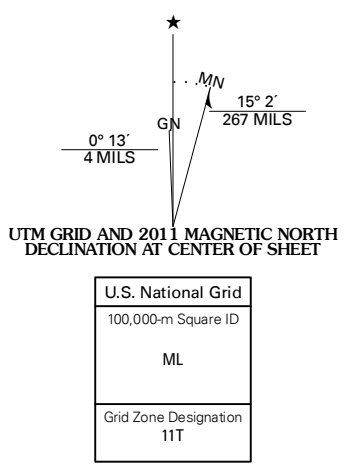 MN
15° 2´
267 MILS
GN
0° 13´
4 MILS
UTM GRID AND 2011 MAGNETIC NORTH
DECLINATION AT CENTER OF SHEET
U.S. National Grid
100,000-m Square ID
ML
Grid Zone Designation
11T